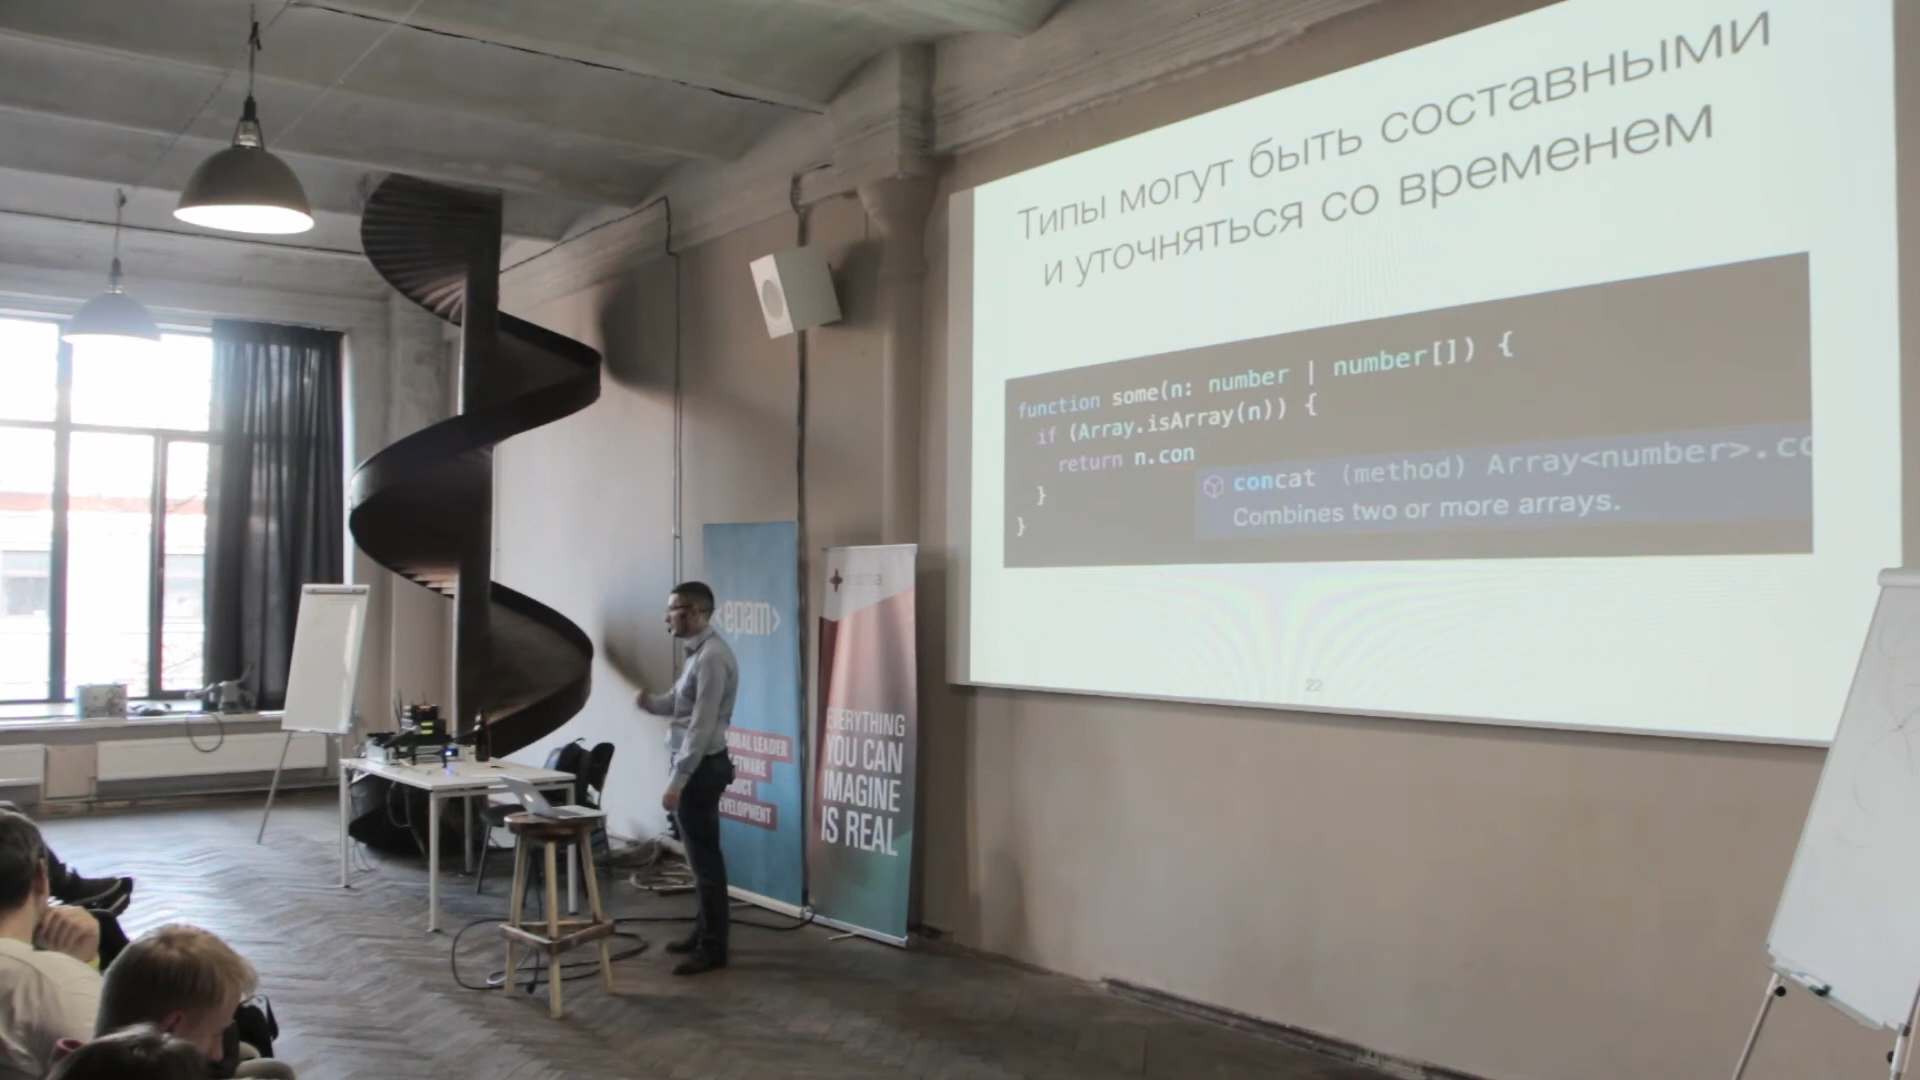 Типы могут быть составными
и уточняться со временем
function some(n: number | number[]) {
if (Array.isArray(n)) {
return n.con
concat (method) Array<number>.co
Combines two or more arrays.
}
}
22
<epam>
EVERYTHING
YOU CAN
IMAGINE
IS REAL